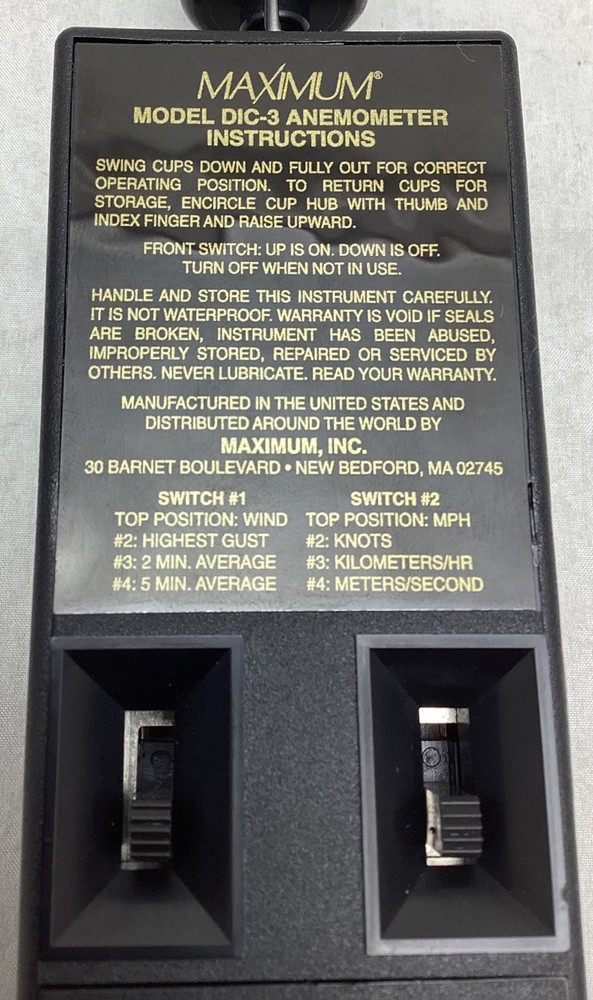 MAXIMUM®
MODEL DIC-3 ANEMOMETER
INSTRUCTIONS
SWING CUPS DOWN AND FULLY OUT FOR CORRECT
OPERATING POSITION. TO RETURN CUPS FOR
STORAGE, ENCIRCLE CUP HUB WITH THUMB AND
INDEX FINGER AND RAISE UPWARD.
FRONT SWITCH: UP IS ON. DOWN IS OFF.
TURN OFF WHEN NOT IN USE.
HANDLE AND STORE THIS INSTRUMENT CAREFULLY.
IT IS NOT WATERPROOF. WARRANTY IS VOID IF SEALS
ARE BROKEN, INSTRUMENT HAS BEEN ABUSED,
IMPROPERLY STORED, REPAIRED OR SERVICED BY
OTHERS. NEVER LUBRICATE. READ YOUR WARRANTY.
MANUFACTURED IN THE UNITED STATES AND
DISTRIBUTED AROUND THE WORLD BY
MAXIMUM, INC.
30 BARNET BOULEVARD • NEW BEDFORD, MA 02745
SWITCH #1 SWITCH #2
TOP POSITION: WIND TOP POSITION: MPH
#2: HIGHEST GUST #2: KNOTS
#3: 2 MIN. AVERAGE #3: KILOMETERS/HR
#4: 5 MIN. AVERAGE #4: METERS/SECOND